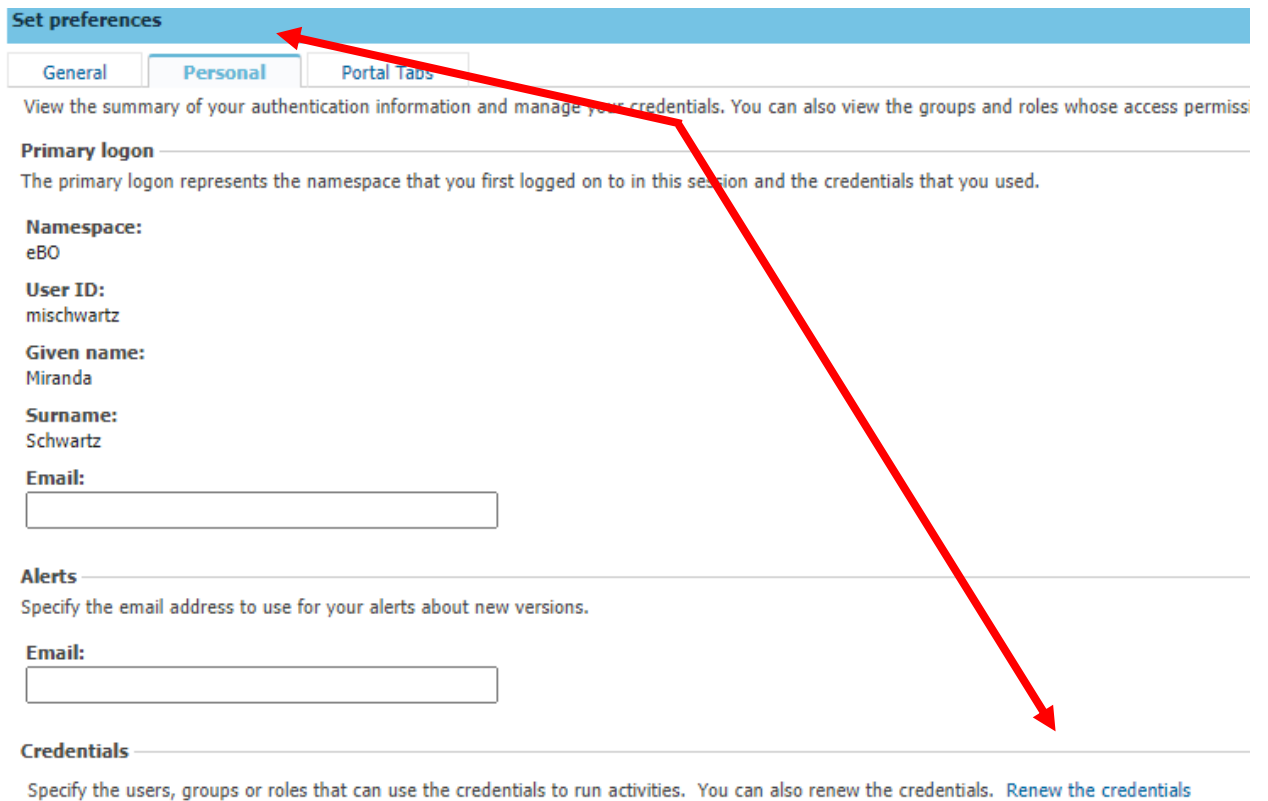 Set preferences
General Personal Portal Tabs
View the summary of your authentication information and manage your credentials. You can also view the groups and roles whose access permissi
Primary logon
The primary logon represents the namespace that you first logged on to in this session and the credentials that you used.
Namespace:
eBO
User ID:
mischwartz
Given name:
Miranda
Surname:
Schwartz
Email:
Alerts
Specify the email address to use for your alerts about new versions.
Email:
Credentials
Specify the users, groups or roles that can use the credentials to run activities. You can also renew the credentials. Renew the credentials